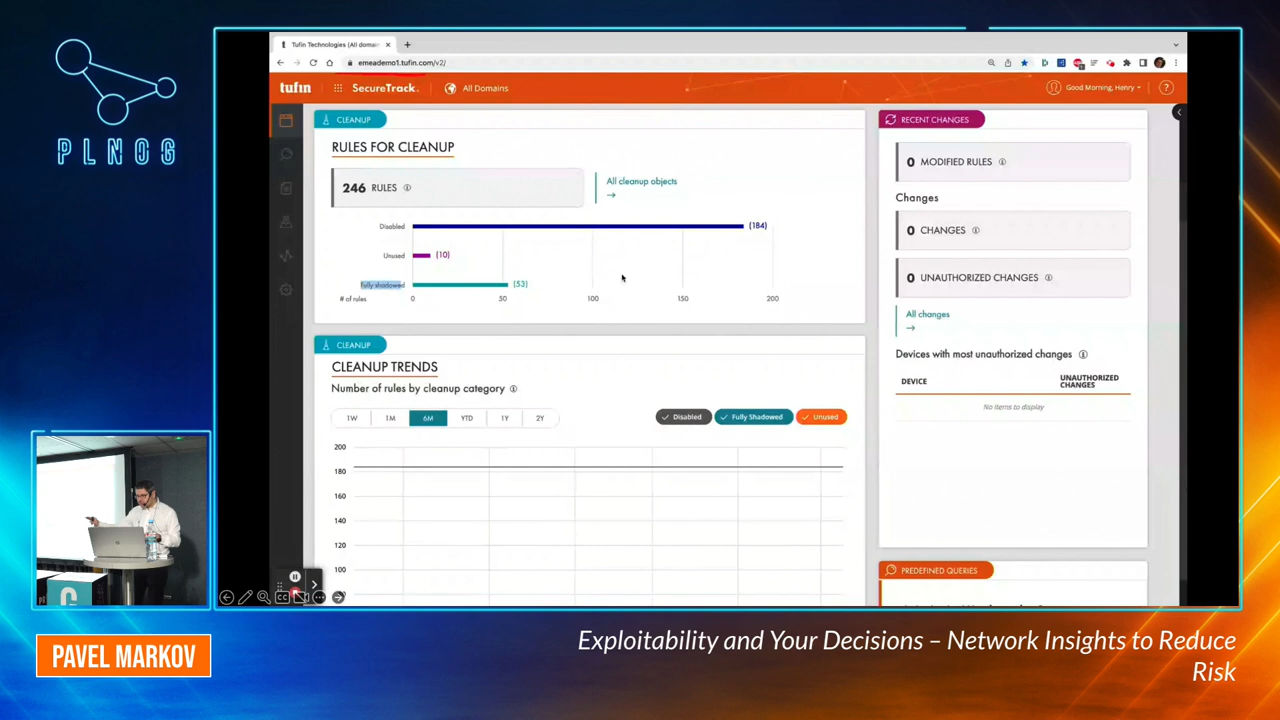 PLNOG
Tufin Technologies (All domai
emeademo1.tufin.com/v2/
tufin
SecureTrack.
All Domains
Good Morning, Henry
CLEANUP
RULES FOR CLEANUP
246 RULES
All cleanup objects
Disabled
(184)
Unused
(10)
Fully shadowed
(53)
# of rules
0
50
100
150
200
CLEANUP
CLEANUP TRENDS
Number of rules by cleanup category
1W
1M
6M
YTD
1Y
2Y
Disabled
Fully Shadowed
Unused
200
180
160
140
120
100
RECENT CHANGES
0 MODIFIED RULES
Changes
0 CHANGES
0 UNAUTHORIZED CHANGES
All changes
Devices with most unauthorized changes
DEVICE
UNAUTHORIZED
CHANGES
No items to display
PREDEFINED QUERIES
CC
PAVEL MARKOV
Exploitability and Your Decisions – Network Insights to Reduce
Risk